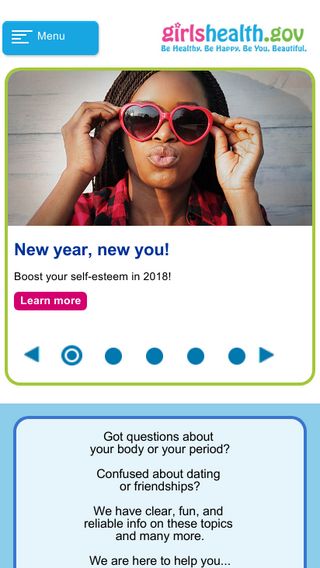 Menu
girlshealth.gov
Be Healthy. Be Happy. Be You. Beautiful.
New year, new you!
Boost your self-esteem in 2018!
Learn more
Got questions about
your body or your period?
Confused about dating
or friendships?
We have clear, fun, and
reliable info on these topics
and many more.
We are here to help you...